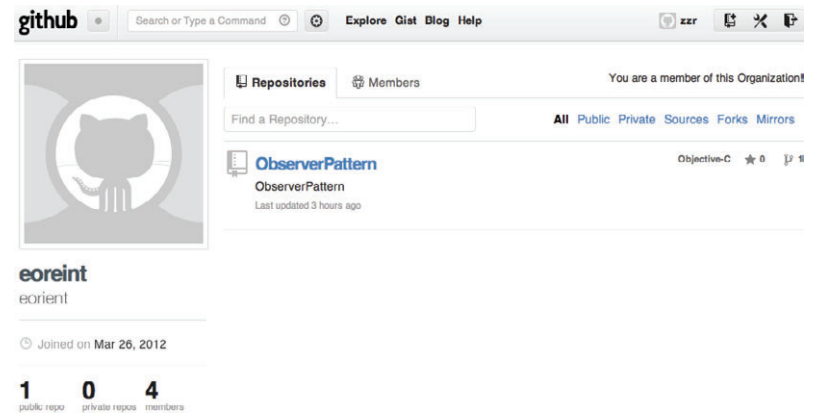 github Search or Type a Command Explore Gist Blog Help zzr
Repositories Members You are a member of this Organization!
Find a Repository... All Public Private Sources Forks Mirrors
ObserverPattern Objective-C 0
ObserverPattern
Last updated 3 hours ago
eoreint
eorient
Joined on Mar 26, 2012
1 0 4
public repo private repos members